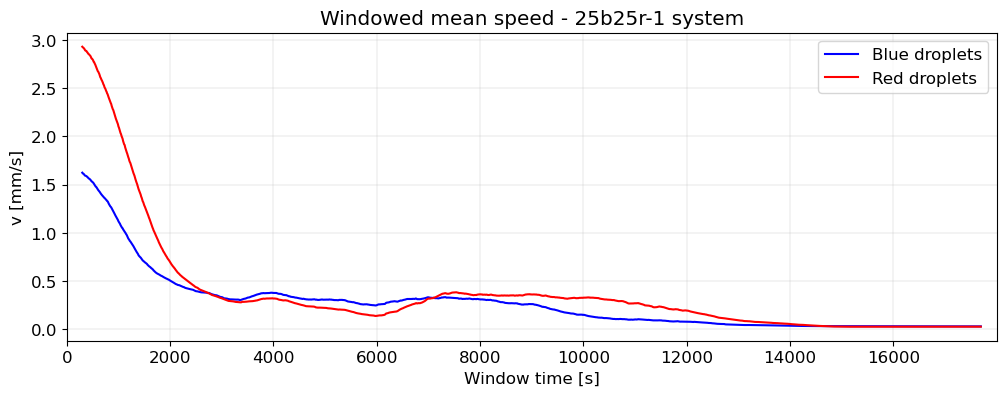 Windowed mean speed - 25b25r-1 system
3.0
2.5
2.0
1.5
1.0
0.5
0.0
v [mm/s]
Blue droplets
Red droplets
0 2000 4000 6000 8000 10000 12000 14000 16000
Window time [s]